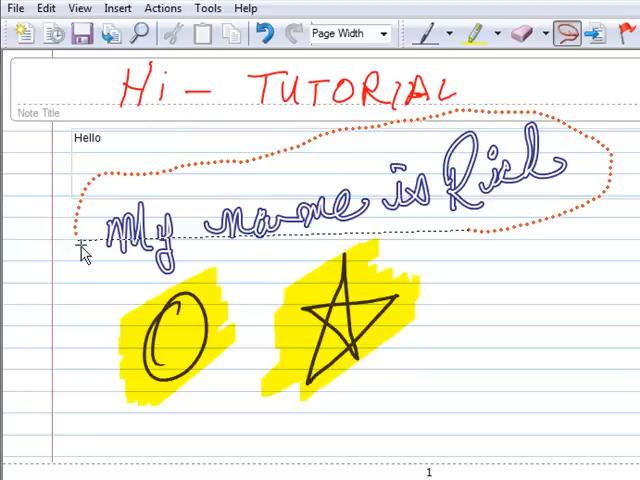 File Edit View Insert Actions Tools Help
Page Width
Hi - TUTORIAL
Note Title
Hello
My name is Rich
1